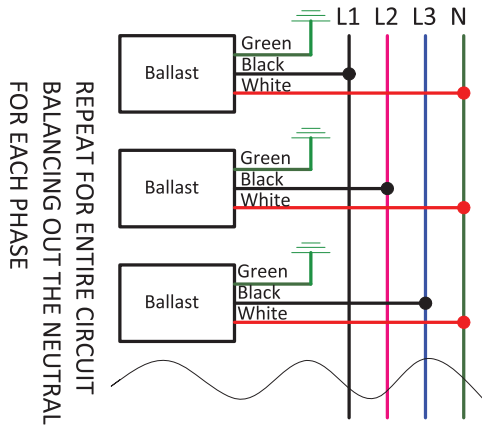 L1 L2 L3 N
Green
Black
White
Ballast
Green
Black
White
Ballast
Green
Black
White
Ballast
REPEAT FOR ENTIRE CIRCUIT
BALANCING OUT THE NEUTRAL
FOR EACH PHASE